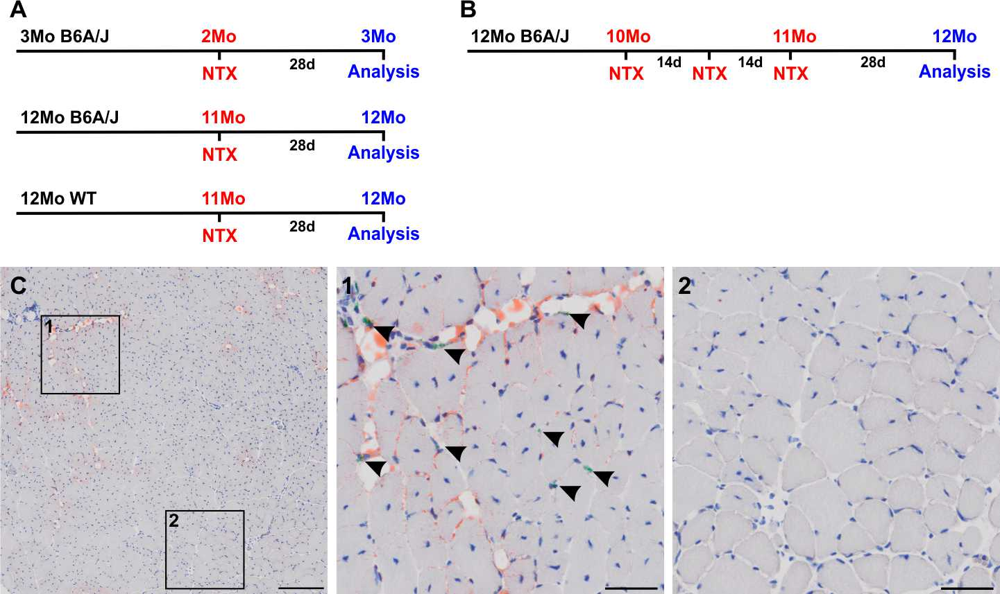 A
3Mo B6A/J 2Mo 3Mo
28d
NTX Analysis
12Mo B6A/J 11Mo 12Mo
28d
NTX Analysis
12Mo WT 11Mo 12Mo
28d
NTX Analysis
B
12Mo B6A/J 10Mo 11Mo 12Mo
14d 14d 28d
NTX NTX NTX Analysis
C
1
2
1
2